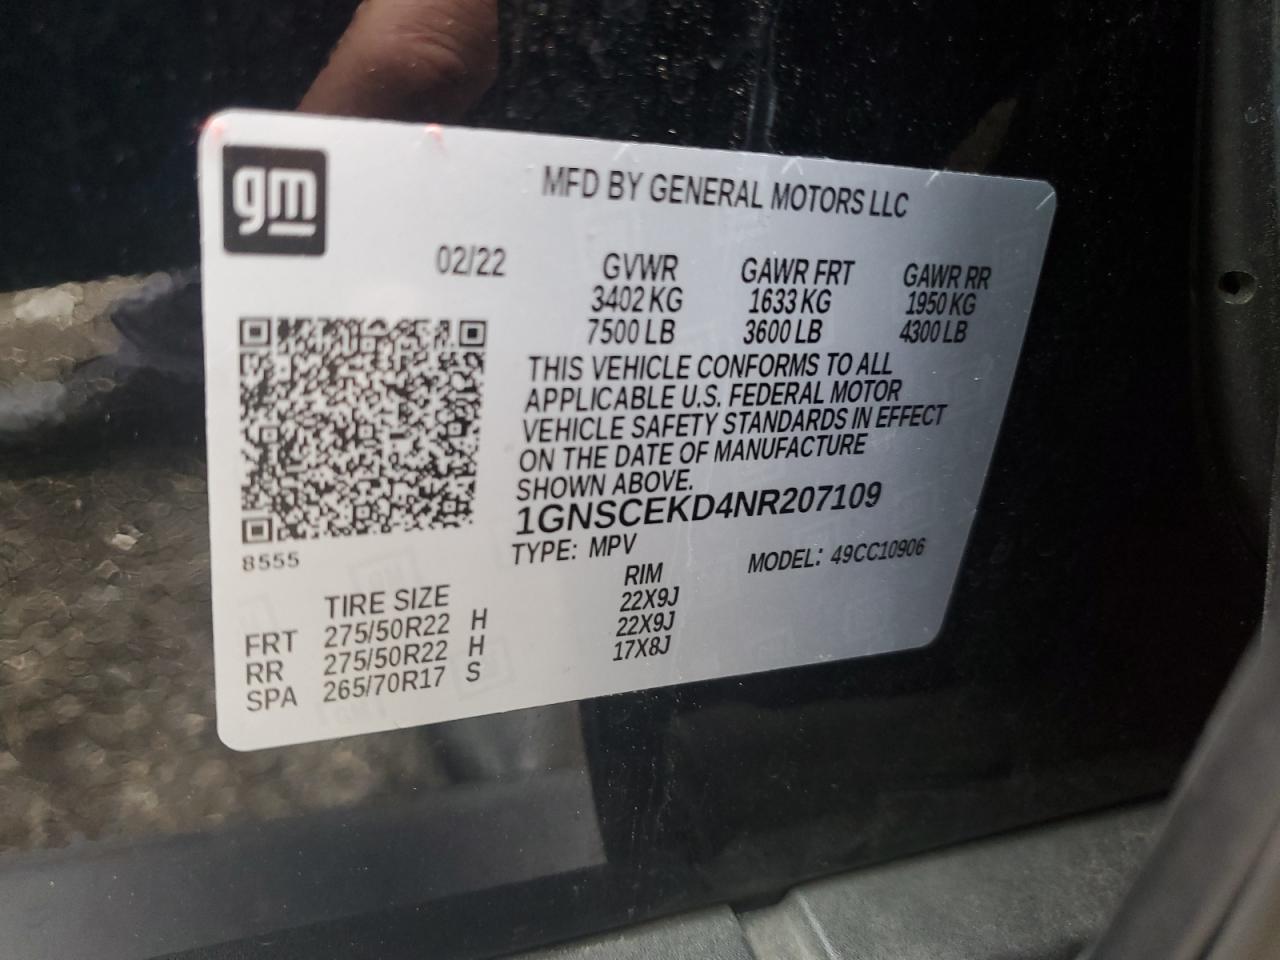 gm
MFD BY GENERAL MOTORS LLC
02/22 GVWR GAWR FRT GAWR RR
3402 KG 1633 KG 1950 KG
7500 LB 3600 LB 4300 LB
THIS VEHICLE CONFORMS TO ALL
APPLICABLE U.S. FEDERAL MOTOR
VEHICLE SAFETY STANDARDS IN EFFECT
ON THE DATE OF MANUFACTURE
SHOWN ABOVE.
1GNSCEKD4NR207109
8555
TYPE: MPV MODEL: 49CC10906
TIRE SIZE RIM
FRT 275/50R22 H 22X9J
RR 275/50R22 H 22X9J
SPA 265/70R17 S 17X8J